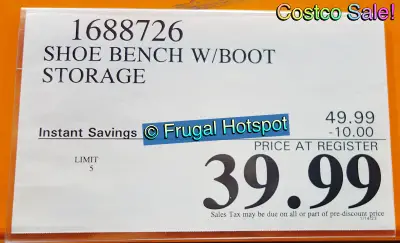 Costco Sale!
1688726
SHOE BENCH W/BOOT
STORAGE
49.99
Instant Savings -10.00
© Frugal Hotspot
PRICE AT REGISTER
LIMIT
5
39.99
Sales Tax may be due on all or part of pre-discount price